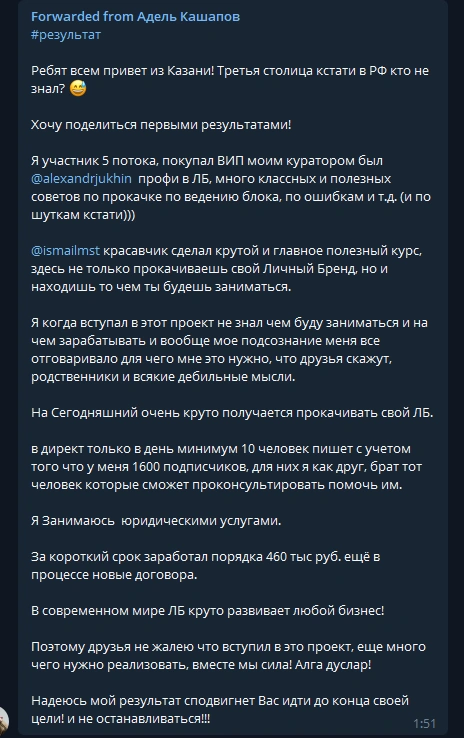 Forwarded from Адель Кашапов
#результат
Ребят всем привет из Казани! Третья столица кстати в РФ кто не
знал? 😅
Хочу поделиться первыми результатами!
Я участник 5 потока, покупал ВИП моим куратором был
@alexandrjukhin профи в ЛБ, много классных и полезных
советов по прокачке по ведению блока, по ошибкам и т.д. (и по
шуткам кстати)))
@ismailmst красавчик сделал крутой и главное полезный курс,
здесь не только прокачиваешь свой Личный Бренд, но и
находишь то чем ты будешь заниматься.
Я когда вступал в этот проект не знал чем буду заниматься и на
чем зарабатывать и вообще мое подсознание меня все
отговаривало для чего мне это нужно, что друзья скажут,
родственники и всякие дебильные мысли.
На Сегодняшний очень круто получается прокачивать свой ЛБ.
в директ только в день минимум 10 человек пишет с учетом
того что у меня 1600 подписчиков, для них я как друг, брат тот
человек которые сможет проконсультировать помочь им.
Я Занимаюсь юридическими услугами.
За короткий срок заработал порядка 460 тыс руб. ещё в
процессе новые договора.
В современном мире ЛБ круто развивает любой бизнес!
Поэтому друзья не жалею что вступил в это проект, еще много
чего нужно реализовать, вместе мы сила! Алга дуслар!
Надеюсь мой результат сподвигнет Вас идти до конца своей
цели! и не останавливаться!!!
1:51